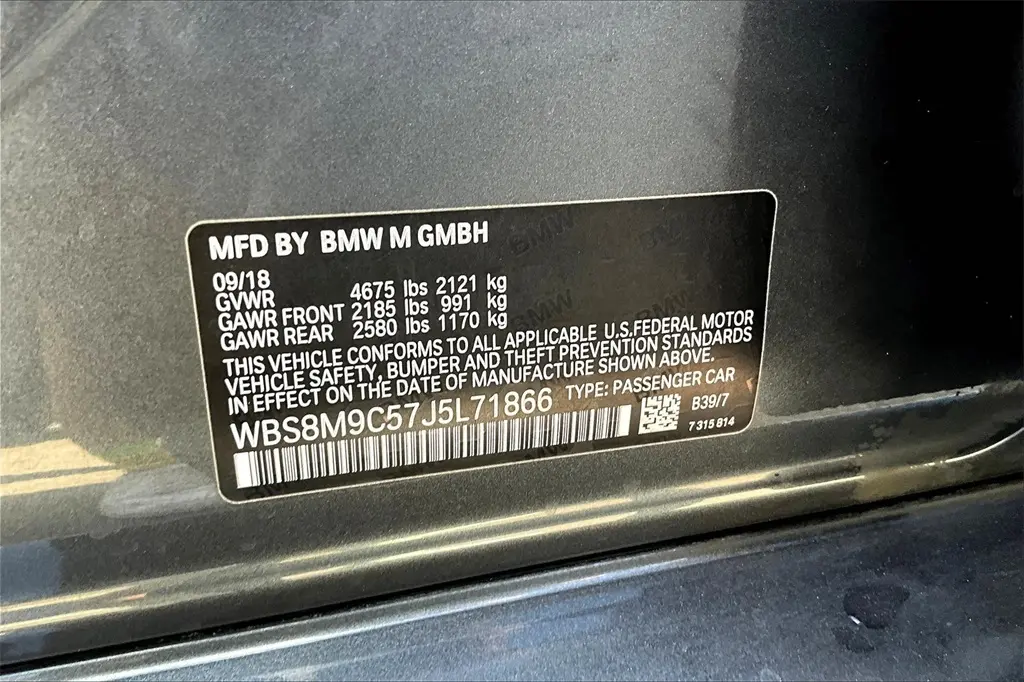 MFD BY BMW M GMBH
09/18
GVWR 4675 lbs 2121 kg
GAWR FRONT 2185 lbs 991 kg
GAWR REAR 2580 lbs 1170 kg
THIS VEHICLE CONFORMS TO ALL APPLICABLE U.S.FEDERAL MOTOR
VEHICLE SAFETY, BUMPER AND THEFT PREVENTION STANDARDS
IN EFFECT ON THE DATE OF MANUFACTURE SHOWN ABOVE.
WBS8M9C57J5L71866 TYPE: PASSENGER CAR
B39/7
7 315 814